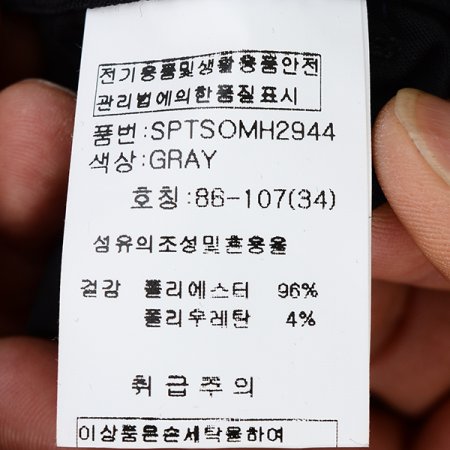 전기용품및생활용품안전
관리법에의한품질표시
품번:SPTSOMH2944
색상:GRAY
호칭:86-107(34)
섬유의조성및혼용율
겉감 폴리에스터 96%
폴리우레탄 4%
취급주의
이상품은손세탁을하여